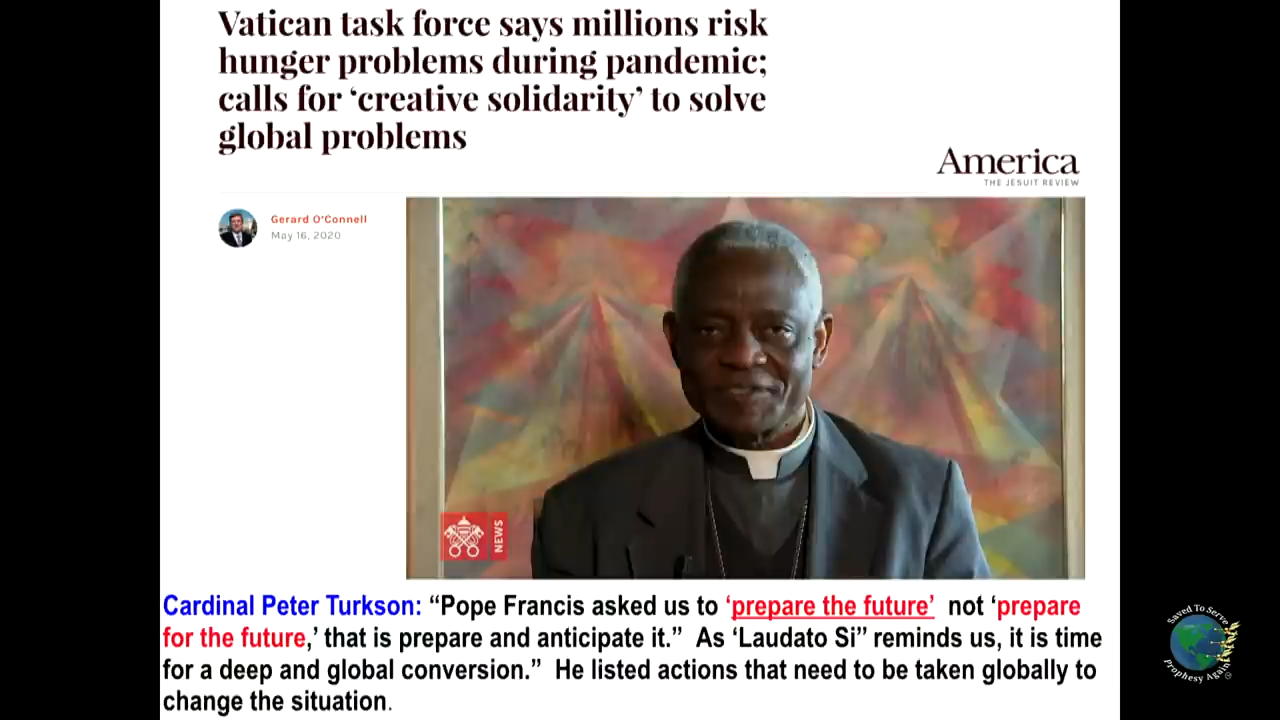 Vatican task force says millions risk
hunger problems during pandemic;
calls for ‘creative solidarity’ to solve
global problems
America
THE JESUIT REVIEW
Gerard O'Connell
May 16, 2020
NEWS
Cardinal Peter Turkson: “Pope Francis asked us to ‘prepare the future’ not ‘prepare
for the future,’ that is prepare and anticipate it.” As ‘Laudato Si” reminds us, it is time
for a deep and global conversion.” He listed actions that need to be taken globally to
change the situation.
Saved To Serve
Prophesy Again